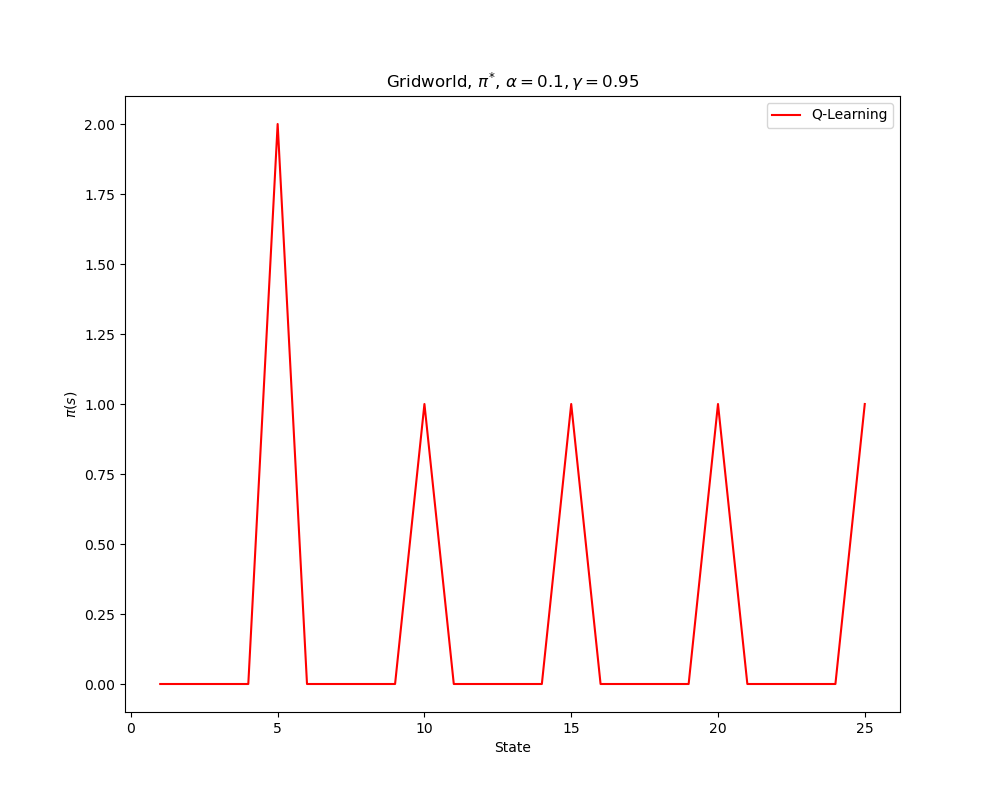 Gridworld, π*, α = 0.1, γ = 0.95
Q-Learning
2.00
1.75
1.50
1.25
1.00
0.75
0.50
0.25
0.00
π(s)
0 5 10 15 20 25
State